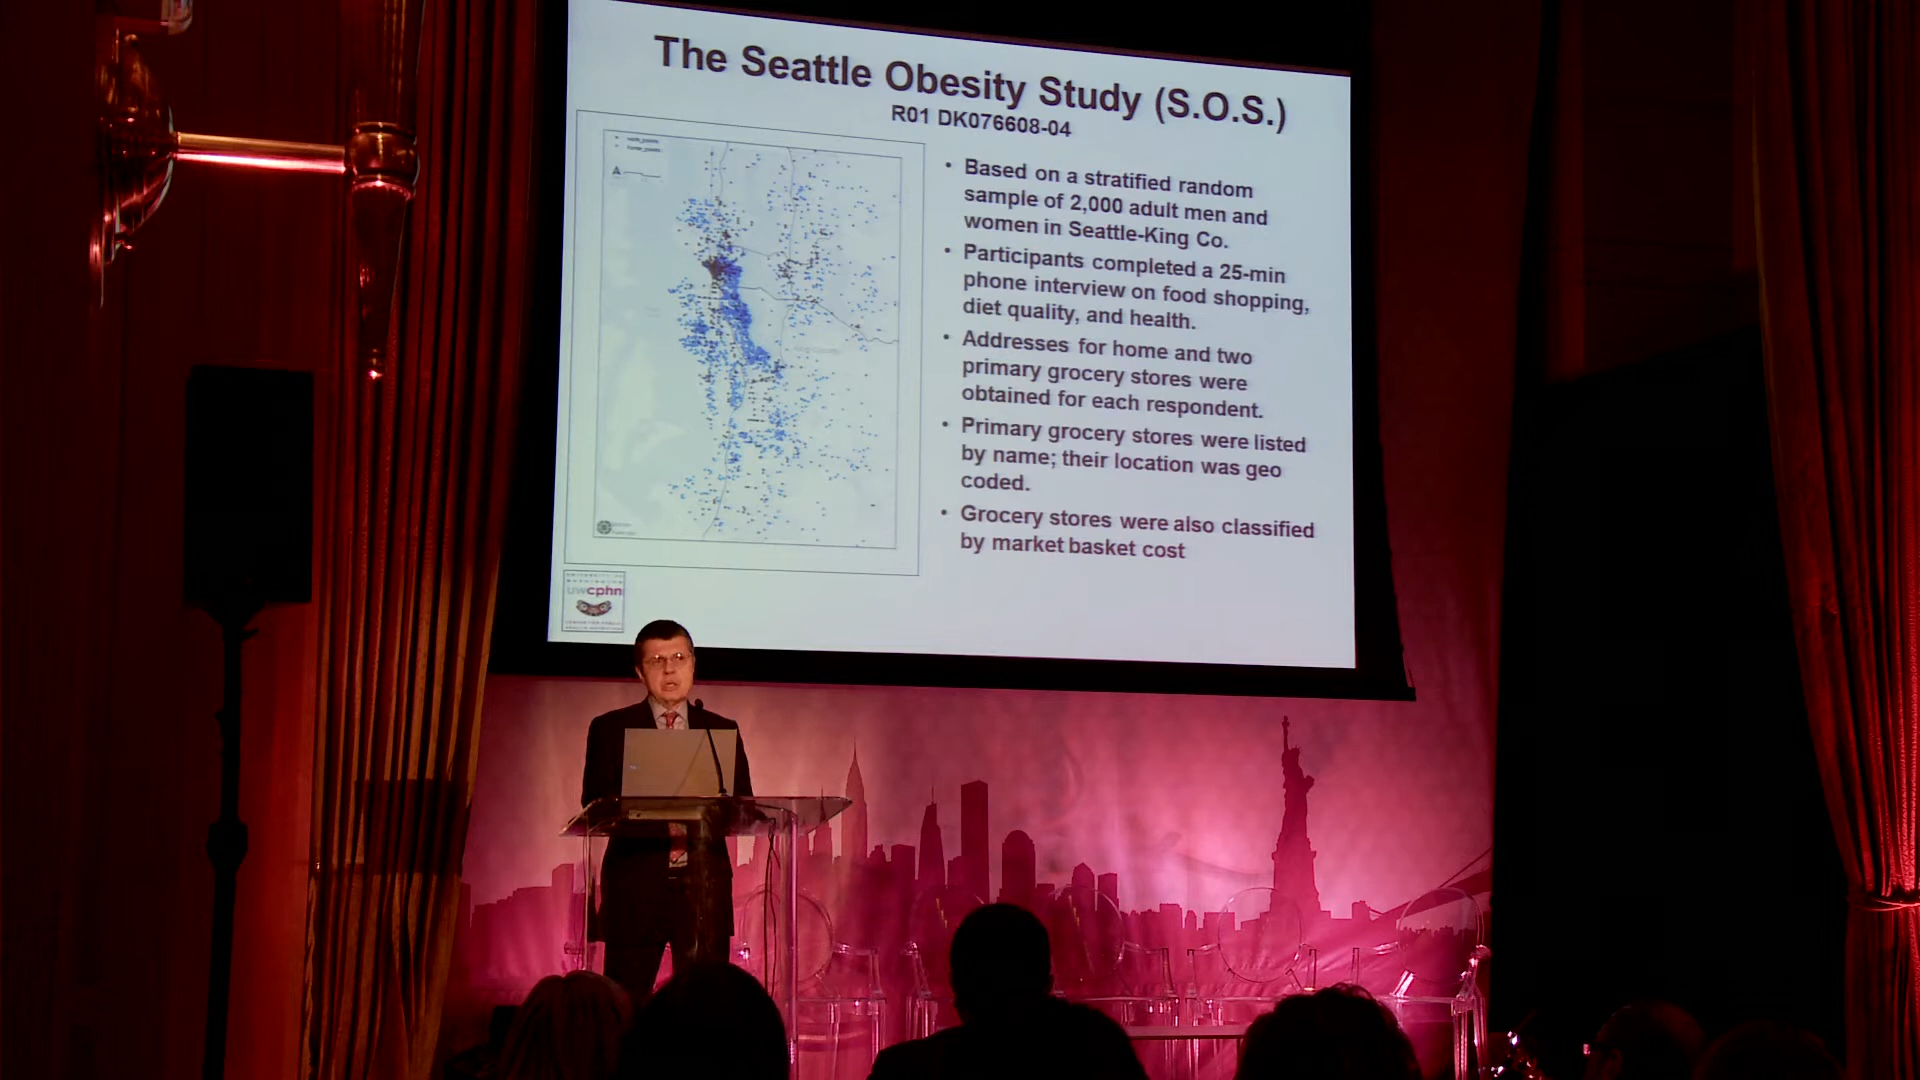 The Seattle Obesity Study (S.O.S.)
R01 DK076608-04
• Based on a stratified random
sample of 2,000 adult men and
women in Seattle-King Co.
• Participants completed a 25-min
phone interview on food shopping,
diet quality, and health.
• Addresses for home and two
primary grocery stores were
obtained for each respondent.
• Primary grocery stores were listed
by name; their location was geo
coded.
• Grocery stores were also classified
by market basket cost
uwcphn